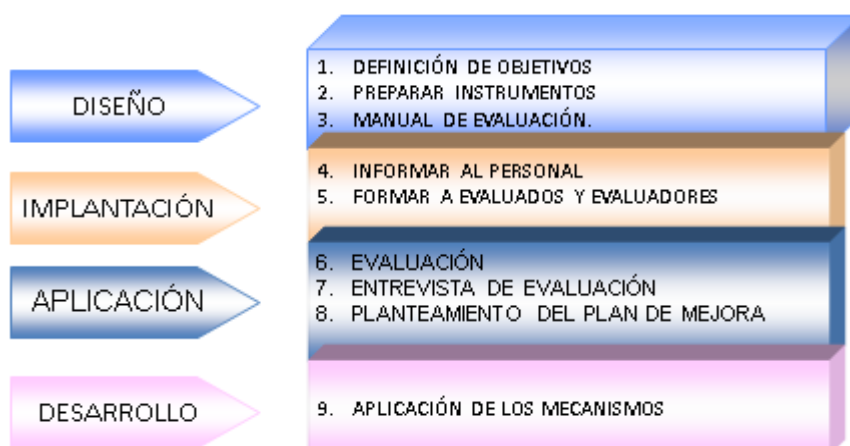 DISEÑO
1. DEFINICIÓN DE OBJETIVOS
2. PREPARAR INSTRUMENTOS
3. MANUAL DE EVALUACIÓN.
IMPLANTACIÓN
4. INFORMAR AL PERSONAL
5. FORMAR A EVALUADOS Y EVALUADORES
APLICACIÓN
6. EVALUACIÓN
7. ENTREVISTA DE EVALUACIÓN
8. PLANTEAMIENTO DEL PLAN DE MEJORA
DESARROLLO
9. APLICACIÓN DE LOS MECANISMOS